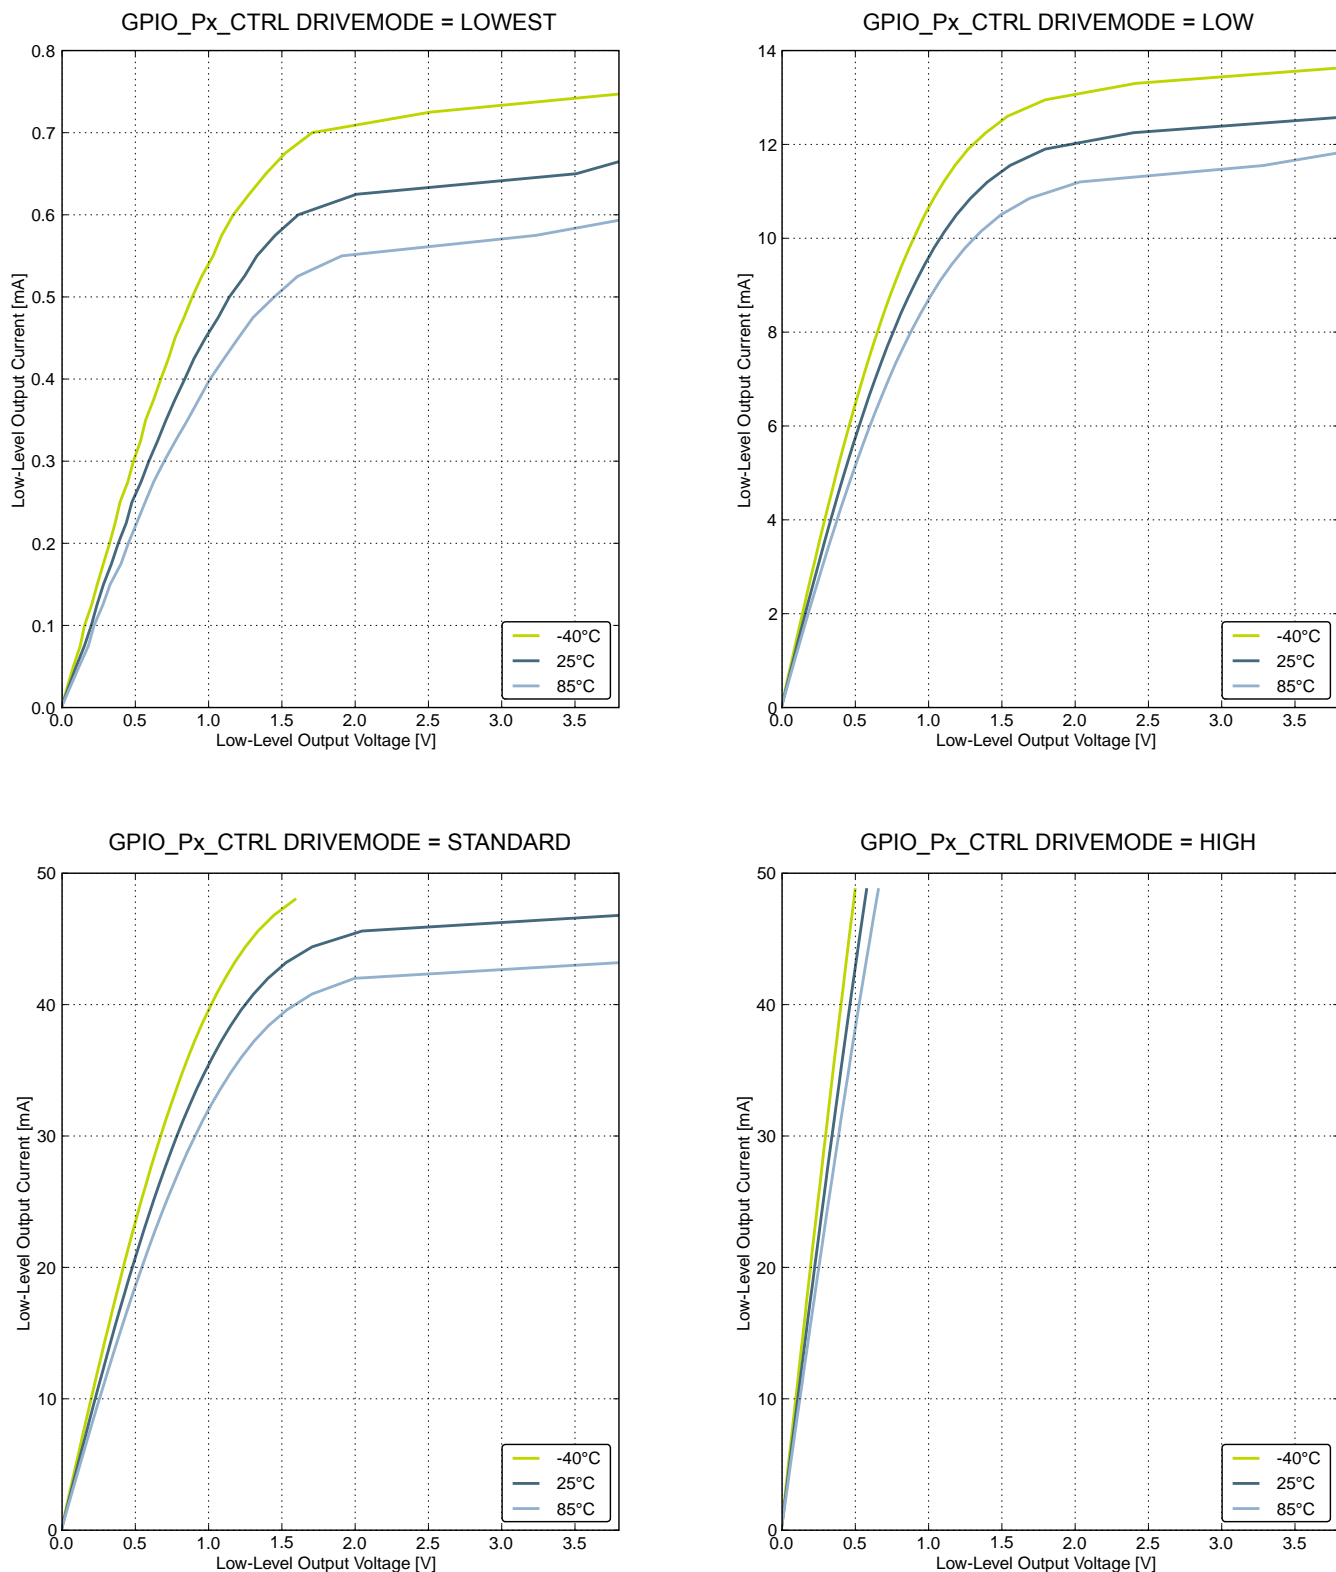 GPIO_Px_CTRL DRIVEMODE = LOWEST
0.8
0.7
0.6
0.5
0.4
0.3
0.2
0.1
0.0
Low-Level Output Current [mA]
-40°C
25°C
85°C
0.0 0.5 1.0 1.5 2.0 2.5 3.0 3.5
Low-Level Output Voltage [V]
GPIO_Px_CTRL DRIVEMODE = LOW
14
12
10
8
6
4
2
0
Low-Level Output Current [mA]
-40°C
25°C
85°C
0.0 0.5 1.0 1.5 2.0 2.5 3.0 3.5
Low-Level Output Voltage [V]
GPIO_Px_CTRL DRIVEMODE = STANDARD
50
40
30
20
10
0
Low-Level Output Current [mA]
-40°C
25°C
85°C
0.0 0.5 1.0 1.5 2.0 2.5 3.0 3.5
Low-Level Output Voltage [V]
GPIO_Px_CTRL DRIVEMODE = HIGH
50
40
30
20
10
0
Low-Level Output Current [mA]
-40°C
25°C
85°C
0.0 0.5 1.0 1.5 2.0 2.5 3.0 3.5
Low-Level Output Voltage [V]